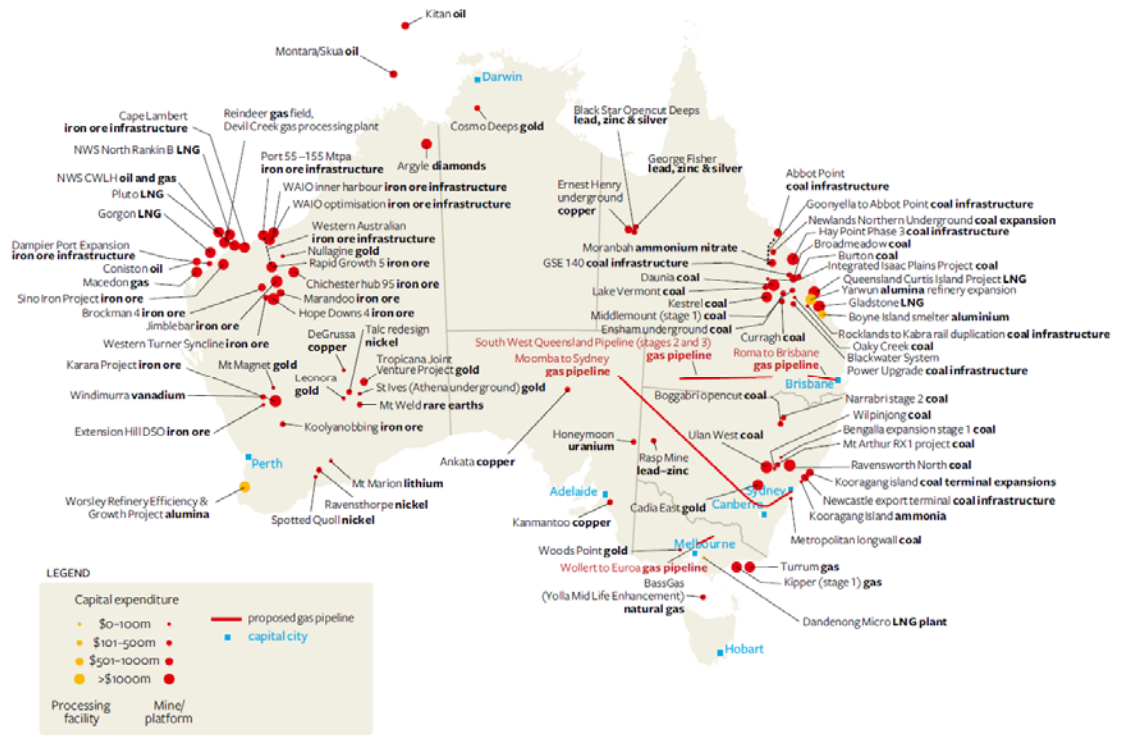 Kitan oil
Montara/Skua oil
Darwin
Cape Lambert
iron ore infrastructure
Reindeer gas field,
Devil Creek gas processing plant
Cosmo Deeps gold
Black Star Opencut Deeps
lead, zinc & silver
NWS North Rankin B LNG
Port 55–155 Mtpa
iron ore infrastructure
Argyle diamonds
George Fisher
lead, zinc & silver
NWS CWLH oil and gas
Pluto LNG
Gorgon LNG
WAIO inner harbour iron ore infrastructure
WAIO optimisation iron ore infrastructure
Ernest Henry
underground
copper
Abbot Point
coal infrastructure
Goonyella to Abbot Point coal infrastructure
Newlands Northern Underground coal expansion
Hay Point Phase 3 coal infrastructure
Western Australian
iron ore infrastructure
Nullagine gold
Rapid Growth 5 iron ore
Dampier Port Expansion
iron ore infrastructure
Coniston oil
Macedon gas
Sino Iron Project iron ore
Brockman 4 iron ore
Jimblebar iron ore
Western Turner Syncline iron ore
Chichester hub 95 iron ore
Marandoo iron ore
Hope Downs 4 iron ore
Moranbah ammonium nitrate
GSE 140 coal infrastructure
Daunia coal
Lake Vermont coal
Kestrel coal
Middlemount (stage 1) coal
Ensham underground coal
Broadmeadow coal
Burton coal
Integrated Isaac Plains Project coal
Queensland Curtis Island Project LNG
Yarwun alumina refinery expansion
Gladstone LNG
Boyne Island smelter aluminium
Rocklands to Kabra rail duplication coal infrastructure
Curragh coal
Oaky Creek coal
Blackwater System
Power Upgrade coal infrastructure
South West Queensland Pipeline (stages 2 and 3)
gas pipeline
Moomba to Sydney
gas pipeline
Roma to Brisbane
gas pipeline
Brisbane
DeGrussa
copper
Talc redesign
nickel
Tropicana Joint
Venture Project gold
Karara Project iron ore
Mt Magnet gold
Leonora
gold
St Ives (Athena underground) gold
Mt Weld rare earths
Windimurra vanadium
Extension Hill DSO iron ore
Koolyanobbing iron ore
Boggabri opencut coal
Narrabri stage 2 coal
Wilpinjong coal
Bengalla expansion stage 1 coal
Mt Arthur RX1 project coal
Ulan West coal
Ravensworth North coal
Kooragang island coal terminal expansions
Newcastle export terminal coal infrastructure
Kooragang Island ammonia
Metropolitan longwall coal
Honeymoon
uranium
Rasp Mine
lead–zinc
Ankata copper
Perth
Mt Marion lithium
Ravensthorpe nickel
Spotted Quoll nickel
Worsley Refinery Efficiency &
Growth Project alumina
Adelaide
Kanmantoo copper
Cadia East gold
Sydney
Canberra
Woods Point gold
Melbourne
Wollert to Euroa gas pipeline
Turrum gas
Kipper (stage 1) gas
BassGas
(Yolla Mid Life Enhancement)
natural gas
Dandenong Micro LNG plant
Hobart
LEGEND
Capital expenditure
$0–100m
$101–500m
$501–1000m
>$1000m
Processing
facility
Mine/
platform
proposed gas pipeline
capital city